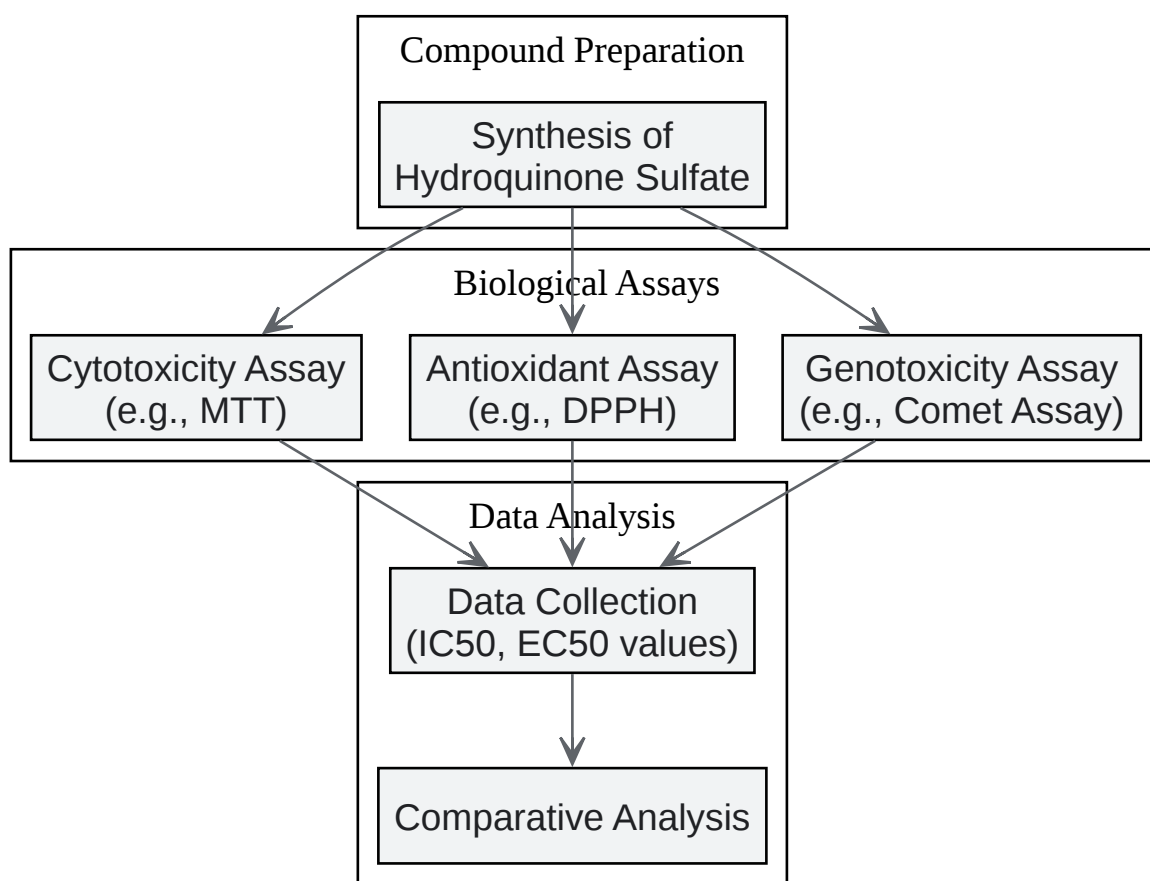 Compound Preparation
Synthesis of
Hydroquinone Sulfate
Biological Assays
Cytotoxicity Assay
(e.g., MTT)
Antioxidant Assay
(e.g., DPPH)
Genotoxicity Assay
(e.g., Comet Assay)
Data Analysis
Data Collection
(IC50, EC50 values)
Comparative Analysis